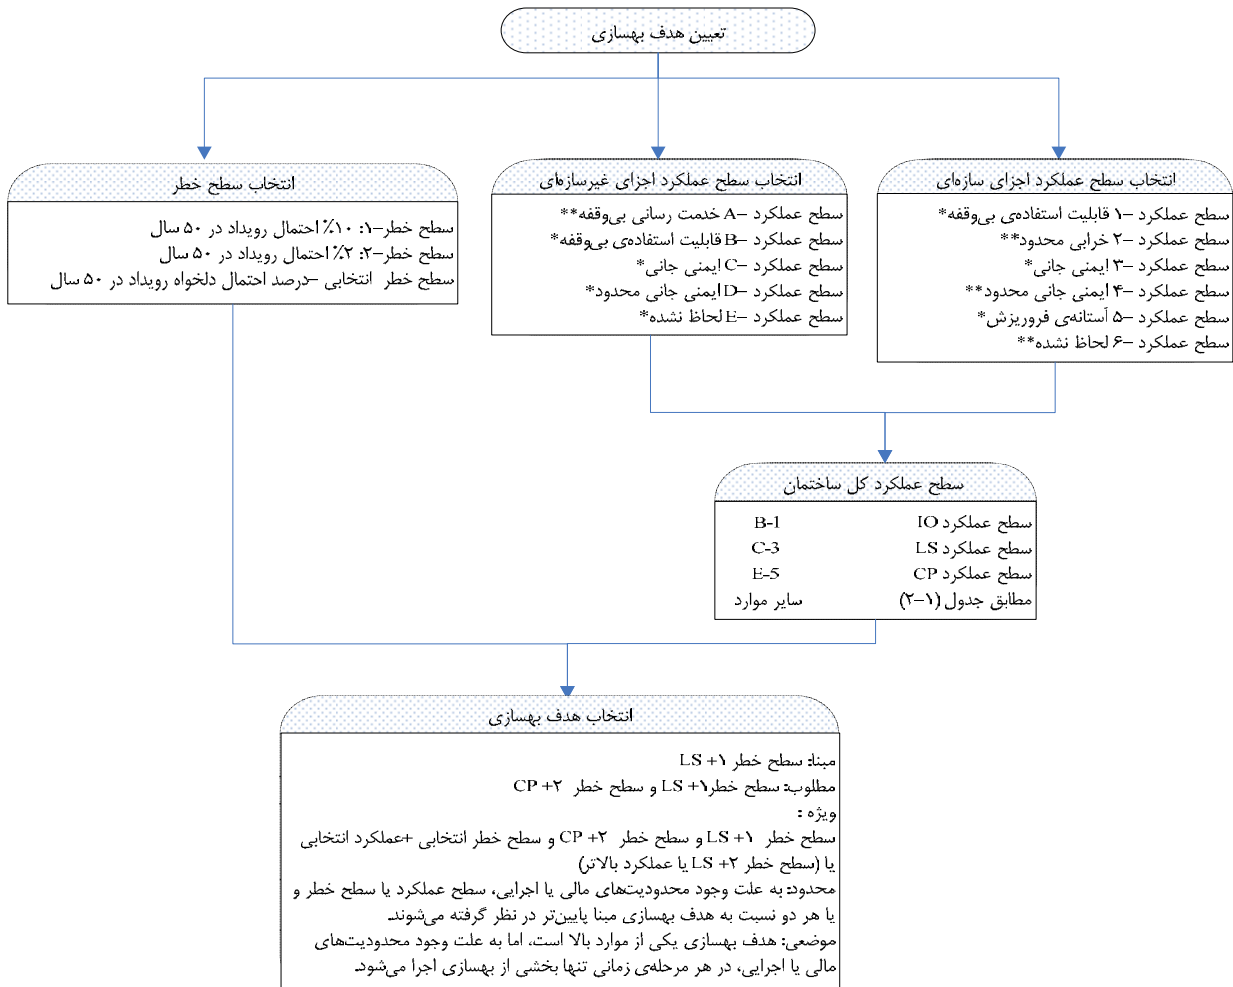 تعیین هدف بهسازی
انتخاب سطح عملکرد اجزای سازه‌ای
سطح عملکرد –۱ قابلیت استفاده‌ی بی‌وقفه*
سطح عملکرد –۲ خرابی محدود**
سطح عملکرد –۳ ایمنی جانی*
سطح عملکرد –۴ ایمنی جانی محدود**
سطح عملکرد –۵ آستانه‌ی فروریزش*
سطح عملکرد –۶ لحاظ نشده**
انتخاب سطح عملکرد اجزای غیرسازه‌ای
سطح عملکرد –A خدمت رسانی بی‌وقفه**
سطح عملکرد –B قابلیت استفاده‌ی بی‌وقفه*
سطح عملکرد –C ایمنی جانی*
سطح عملکرد –D ایمنی جانی محدود*
سطح عملکرد –E لحاظ نشده*
انتخاب سطح خطر
سطح خطر–۱: ۱۰٪ احتمال رویداد در ۵۰ سال
سطح خطر–۲: ۲٪ احتمال رویداد در ۵۰ سال
سطح خطر انتخابی –درصد احتمال دلخواه رویداد در ۵۰ سال
سطح عملکرد کل ساختمان
سطح عملکرد IO B-1
سطح عملکرد LS C-3
سطح عملکرد CP E-5
مطابق جدول (۱–۲) سایر موارد
انتخاب هدف بهسازی
مبنا: سطح خطر ۱+ LS
مطلوب: سطح خطر۱+ LS و سطح خطر ۲+ CP
ویژه :
سطح خطر ۱+ LS و سطح خطر ۲+ CP و سطح خطر انتخابی +عملکرد انتخابی
یا (سطح خطر ۲+ LS یا عملکرد بالاتر)
محدود: به علت وجود محدودیت‌های مالی یا اجرایی، سطح عملکرد یا سطح خطر و
یا هر دو نسبت به هدف بهسازی مبنا پایین‌تر در نظر گرفته می‌شوند.
موضعی: هدف بهسازی یکی از موارد بالا است، اما به علت وجود محدودیت‌های
مالی یا اجرایی، در هر مرحله‌ی زمانی تنها بخشی از بهسازی اجرا می‌شود.